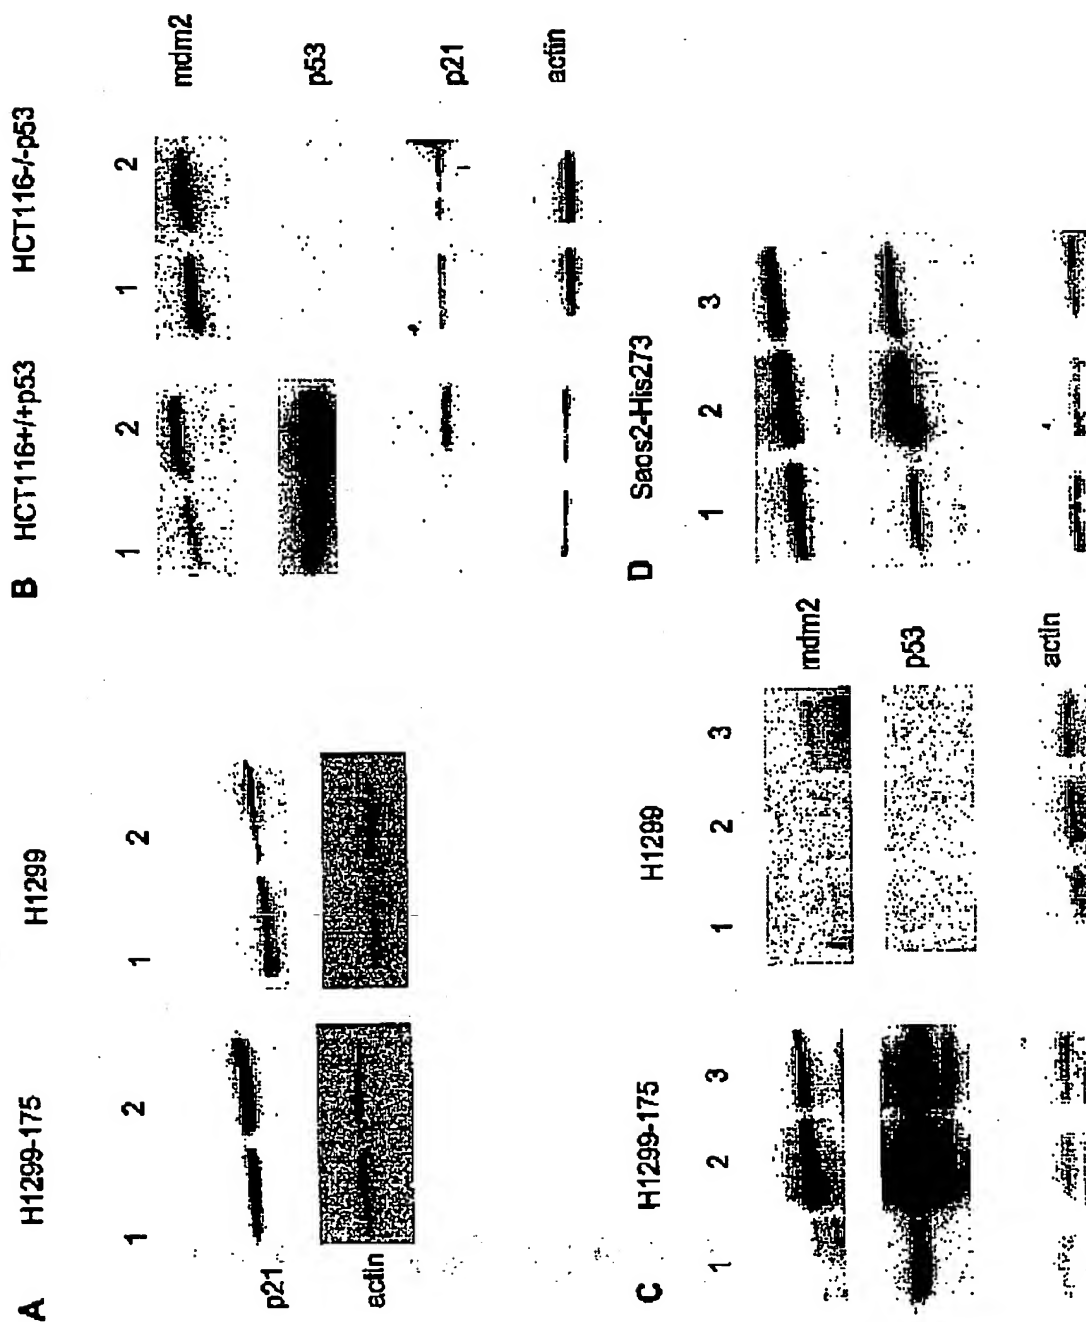 A H1299-175 H1299
1 2 1 2
p21
actin
B HCT116+/+p53 HCT116-/-p53
1 2 1 2
mdm2
p53
p21
actin
C H1299-175 H1299
1 2 3 1 2 3
mdm2
p53
actin
D Saos2-His273
1 2 3